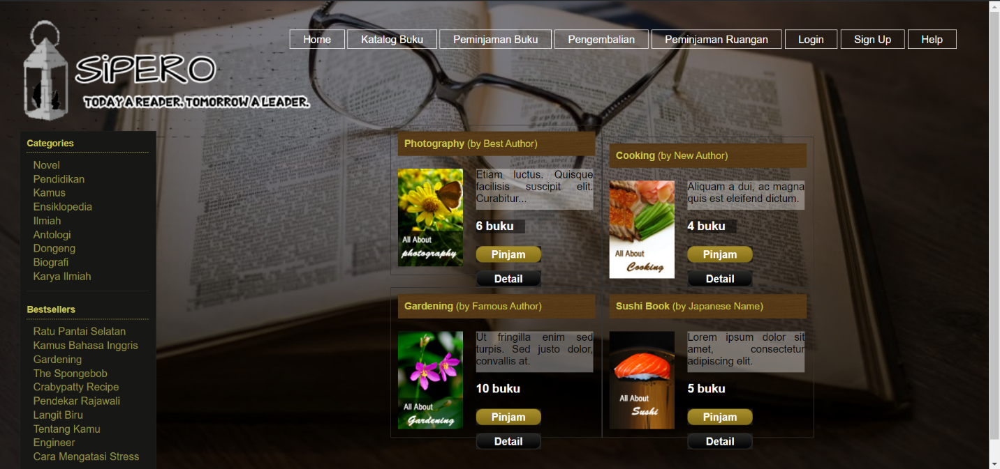 Home
Katalog Buku
Peminjaman Buku
Pengembalian
Peminjaman Ruangan
Login
Sign Up
Help
SiPERO
TODAY A READER, TOMORROW A LEADER.
Categories
Novel
Pendidikan
Kamus
Ensiklopedia
Ilmiah
Antologi
Dongeng
Biografi
Karya Ilmiah
Bestsellers
Ratu Pantai Selatan
Kamus Bahasa Inggris
Gardening
The Spongebob
Crabypatty Recipe
Pendekar Rajawali
Langit Biru
Tentang Kamu
Engineer
Cara Mengatasi Stress
Photography (by Best Author)
All About
photography
Etiam luctus. Quisque
facilisis suscipit elit.
Curabitur...
6 buku
Pinjam
Detail
Cooking (by New Author)
All About
Cooking
Aliquam a dui, ac magna
quis est eleifend dictum.
4 buku
Pinjam
Detail
Gardening (by Famous Author)
All About
Gardening
Ut fringilla enim sed
turpis. Sed justo dolor,
convallis at.
10 buku
Pinjam
Detail
Sushi Book (by Japanese Name)
All About
Sushi
Lorem ipsum dolor sit
amet, consectetur
adipiscing elit.
5 buku
Pinjam
Detail